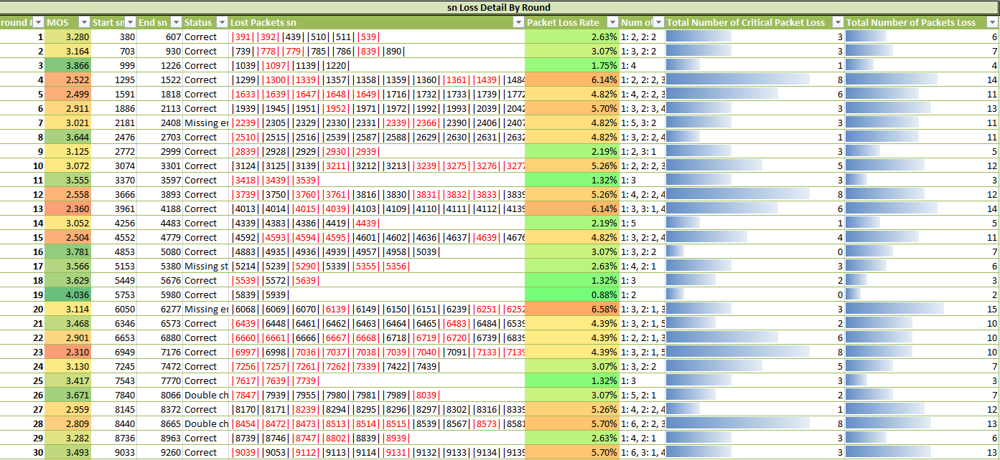 sn Loss Detail By Round
round # MOS Start sn End sn Status Lost Packets sn Packet Loss Rate Num of Total Number of Critical Packet Loss Total Number of Packets Loss
1 3.280 380 607 Correct |391||392||439||510||511||539| 2.63% 1: 2, 2: 2 3 6
2 3.164 703 930 Correct |739||778||779||785||786||839||890| 3.07% 1: 3, 2: 2 3 7
3 3.866 999 1226 Correct |1039||1097||1139||1220| 1.75% 1: 4 1 4
4 2.522 1295 1522 Correct |1299||1300||1339||1357||1358||1359||1360||1361||1439||1484 6.14% 1: 2, 2: 2, 3 8 14
5 2.499 1591 1818 Correct |1633||1639||1647||1648||1649||1716||1732||1733||1739||1772 4.82% 1: 4, 2: 2, 3 6 11
6 2.911 1886 2113 Correct |1939||1945||1951||1952||1971||1972||1992||1993||2039||2042 5.70% 1: 3, 2: 3, 4 3 13
7 3.021 2181 2408 Missing er |2239||2305||2329||2330||2331||2339||2366||2390||2406||2407 4.82% 1: 5, 3: 2 3 11
8 3.644 2476 2703 Correct |2510||2515||2516||2539||2587||2588||2629||2630||2631||2632 4.82% 1: 3, 2: 2, 4 1 11
9 3.125 2772 2999 Correct |2839||2928||2929||2930||2939| 2.19% 1: 2, 3: 1 3 5
10 3.072 3074 3301 Correct |3124||3125||3139||3211||3212||3213||3239||3275||3276||3277 5.26% 1: 2, 2: 2, 3 5 12
11 3.555 3370 3597 Correct |3418||3439||3539| 1.32% 1: 3 3 3
12 2.558 3666 3893 Correct |3739||3750||3760||3761||3816||3830||3831||3832||3833||3839 5.26% 1: 4, 2: 2, 4 8 12
13 2.360 3961 4188 Correct |4013||4014||4015||4039||4103||4109||4110||4111||4112||4139 6.14% 1: 3, 3: 1, 4 6 14
14 3.052 4256 4483 Correct |4339||4383||4386||4419||4439| 2.19% 1: 5 1 5
15 2.504 4552 4779 Correct |4592||4593||4594||4595||4601||4602||4636||4637||4639||4676 4.82% 1: 3, 2: 2, 4 4 11
16 3.781 4853 5080 Correct |4883||4935||4936||4939||4957||4958||5039| 3.07% 1: 3, 2: 2 0 7
17 3.566 5153 5380 Missing st |5214||5239||5290||5339||5355||5356| 2.63% 1: 4, 2: 1 3 6
18 3.629 5449 5676 Correct |5539||5572||5639| 1.32% 1: 3 2 3
19 4.036 5753 5980 Correct |5839||5939| 0.88% 1: 2 0 2
20 3.114 6050 6277 Missing er |6068||6069||6070||6139||6149||6150||6151||6239||6251||6252 6.58% 1: 3, 2: 1, 3 3 15
21 3.468 6346 6573 Correct |6439||6448||6461||6462||6463||6464||6465||6483||6484||6539 4.39% 1: 3, 2: 1, 5 2 10
22 2.901 6653 6880 Correct |6660||6661||6666||6667||6668||6718||6719||6720||6739||6839 4.39% 1: 2, 2: 1, 3 6 10
23 2.310 6949 7176 Correct |6997||6998||7036||7037||7038||7039||7040||7091||7133||7139 4.39% 1: 3, 2: 1, 5 8 10
24 3.130 7245 7472 Correct |7256||7257||7261||7262||7339||7422||7439| 3.07% 1: 3, 2: 2 5 7
25 3.417 7543 7770 Correct |7617||7639||7739| 1.32% 1: 3 3 3
26 3.671 7840 8066 Double ch |7847||7939||7955||7980||7981||7989||8039| 3.07% 1: 5, 2: 1 2 7
27 2.959 8145 8372 Correct |8170||8171||8239||8294||8295||8296||8297||8302||8316||8339 5.26% 1: 4, 2: 2, 4 1 12
28 2.809 8440 8665 Double ch |8454||8472||8473||8513||8514||8515||8539||8567||8573||8581 5.70% 1: 6, 2: 2, 3 8 13
29 3.282 8736 8963 Correct |8739||8746||8747||8802||8839||8939| 2.63% 1: 4, 2: 1 3 6
30 3.493 9033 9260 Correct |9039||9053||9112||9113||9114||9131||9132||9133||9134||9139 5.70% 1: 6, 3: 1, 4 3 13